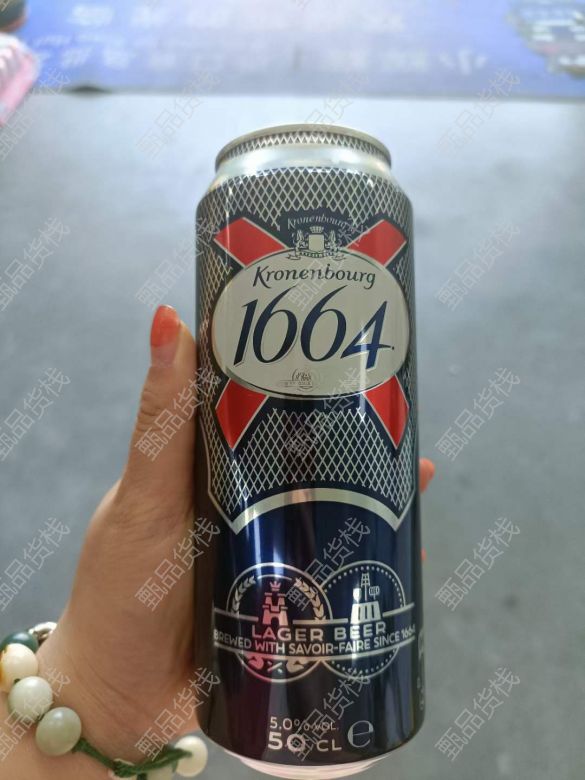 Kronenbourg
Kronenbourg
1664
LAGER BEER
BREWED WITH SAVOIR-FAIRE SINCE 1664
5.0% VOL.
50 CL e
甄品货栈